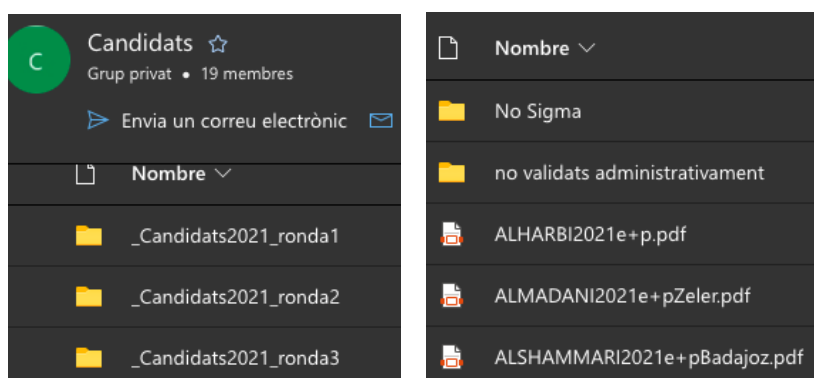 C
Candidats
Grup privat • 19 membres
Envia un correu electrònic
Nombre
_Candidats2021_ronda1
_Candidats2021_ronda2
_Candidats2021_ronda3
Nombre
No Sigma
no validats administrativament
ALHARBI2021e+p.pdf
ALMADANI2021e+pZeler.pdf
ALSHAMMARI2021e+pBadajoz.pdf